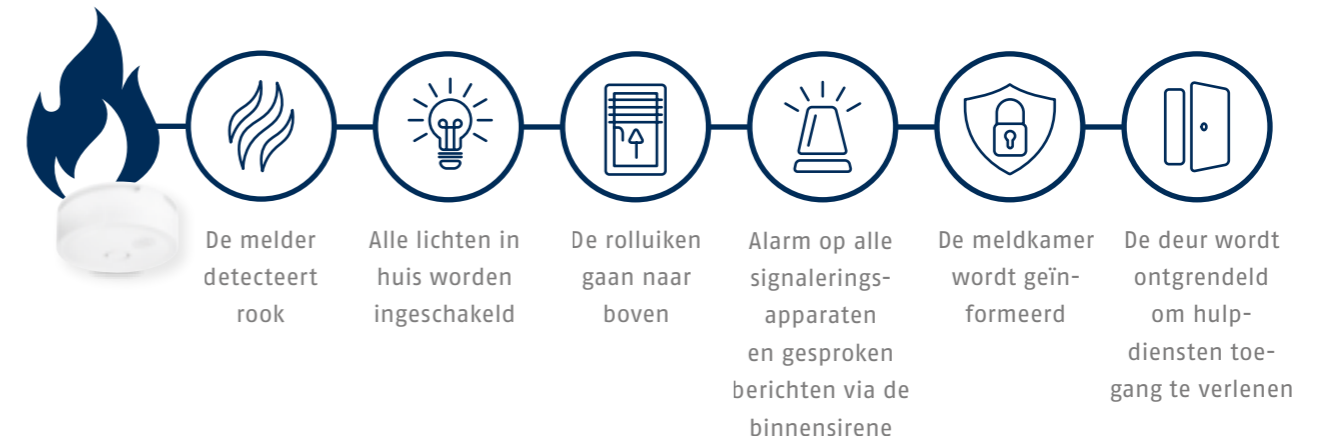 De melder
detecteert
rook
Alle lichten in
huis worden
ingeschakeld
De rolluiken
gaan naar
boven
Alarm op alle
signalerings-
apparaten
en gesproken
berichten via de
binnensirene
De meldkamer
wordt geïn-
formeerd
De deur wordt
ontgrendeld
om hulp-
diensten toe-
gang te verlenen